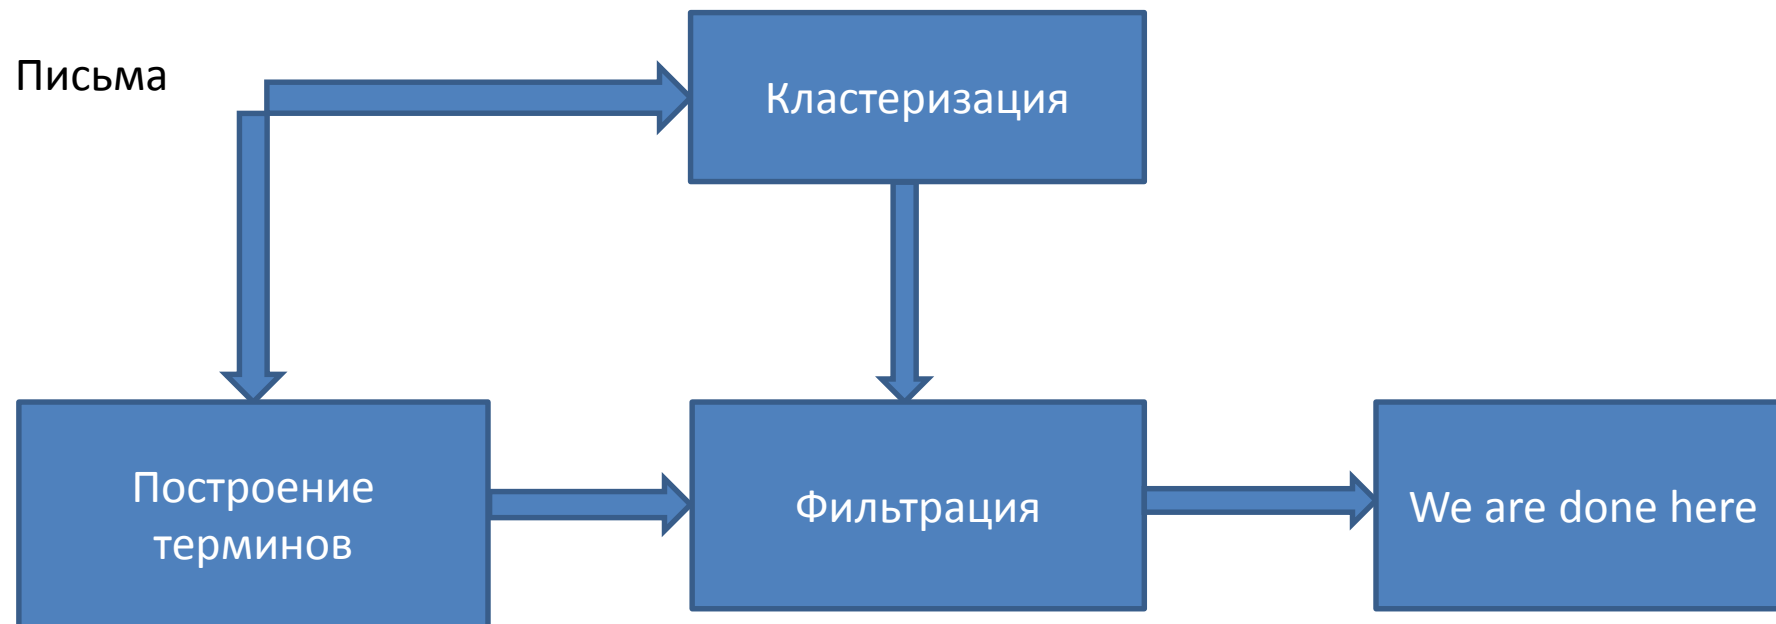 Письма
Кластеризация
Построение
терминов
Фильтрация
We are done here